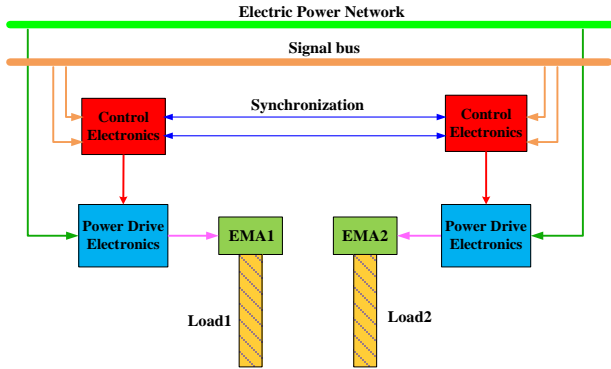 Electric Power Network
Signal bus
Control
Electronics
Synchronization
Control
Electronics
Power Drive
Electronics
EMA1
EMA2
Power Drive
Electronics
Load1
Load2